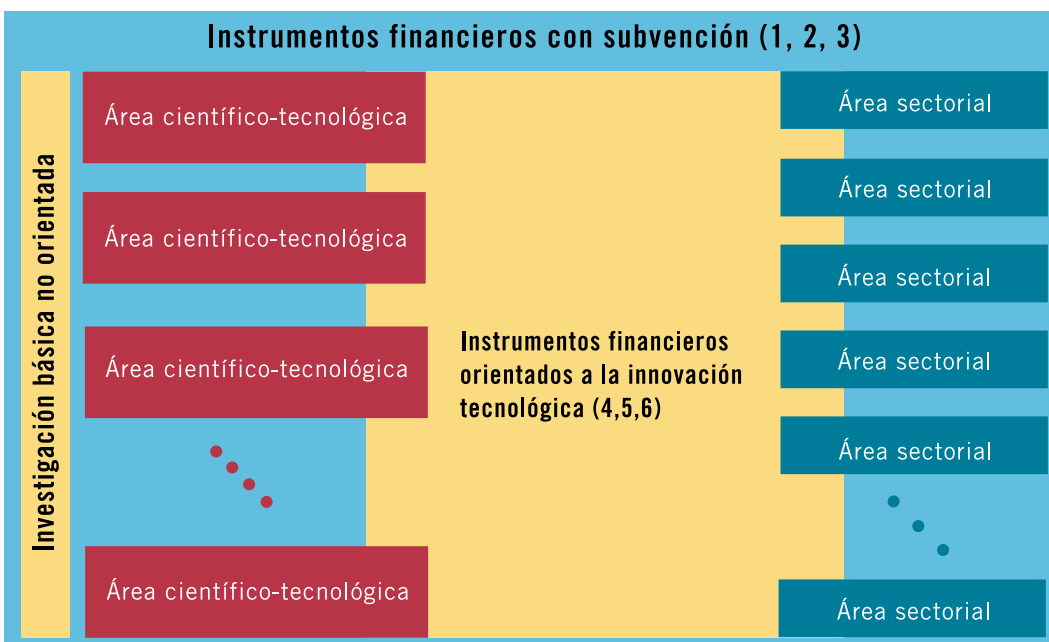 Instrumentos financieros con subvención (1, 2, 3)
Investigación básica no orientada
Área científico-tecnológica
Área científico-tecnológica
Área científico-tecnológica
Área científico-tecnológica
Instrumentos financieros
orientados a la innovación
tecnológica (4,5,6)
Área sectorial
Área sectorial
Área sectorial
Área sectorial
Área sectorial
Área sectorial